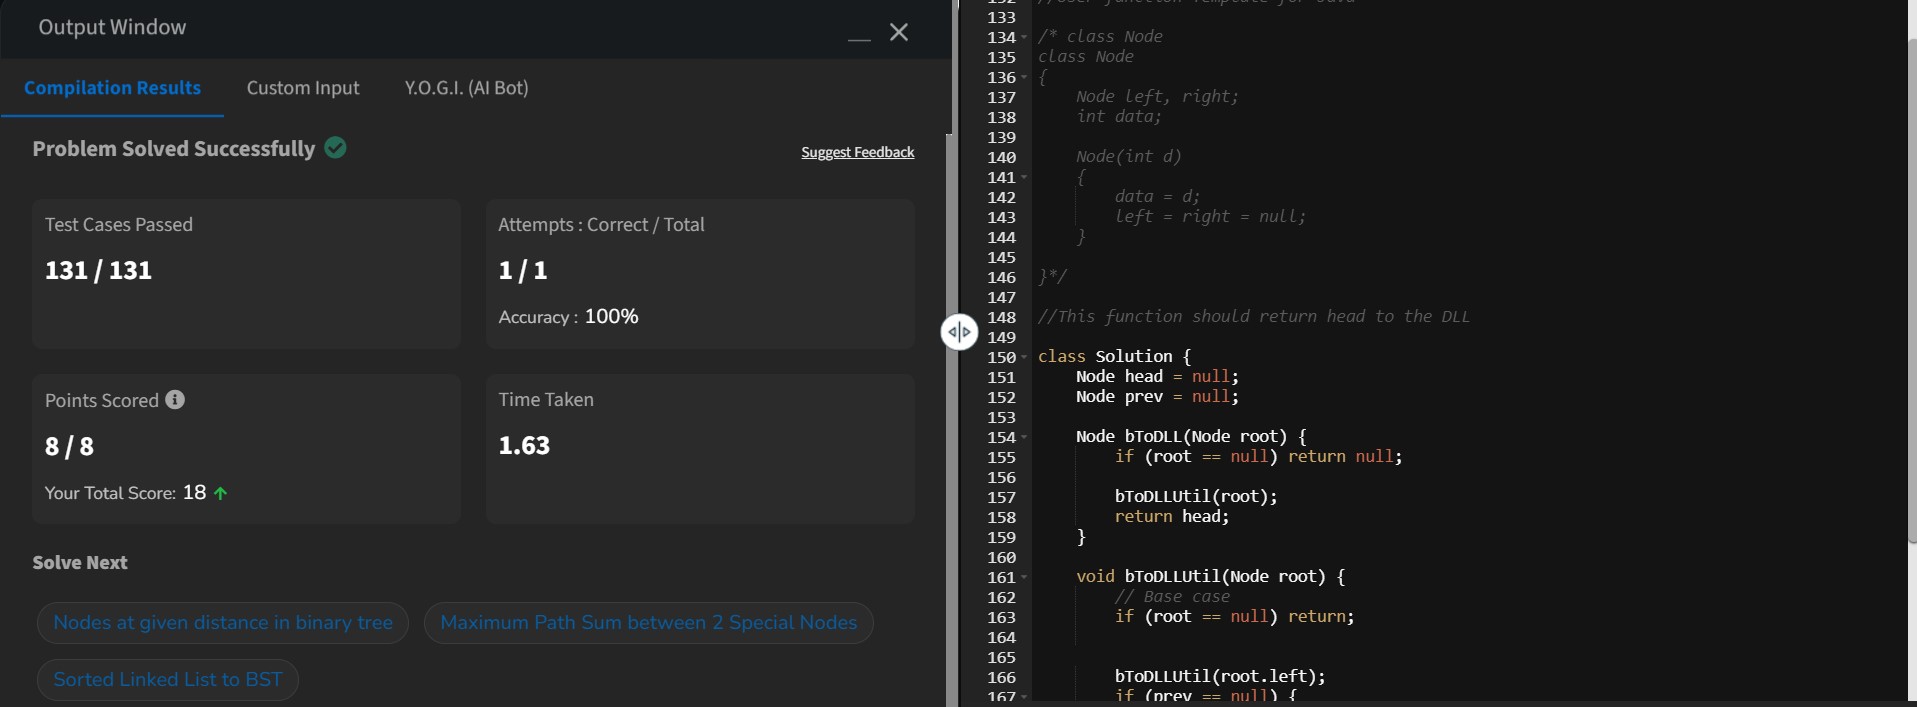 Output Window
Compilation Results
Custom Input
Y.O.G.I. (AI Bot)
Problem Solved Successfully
Suggest Feedback
Test Cases Passed
131 / 131
Attempts : Correct / Total
1 / 1
Accuracy : 100%
Points Scored
8 / 8
Your Total Score: 18
Time Taken
1.63
Solve Next
Nodes at given distance in binary tree
Maximum Path Sum between 2 Special Nodes
Sorted Linked List to BST
132 //User function Template for Java
133
134 /* class Node
135 class Node
136 {
137     Node left, right;
138     int data;
139
140     Node(int d)
141     {
142         data = d;
143         left = right = null;
144     }
145
146 }*/
147
148 //This function should return head to the DLL
149
150 class Solution {
151     Node head = null;
152     Node prev = null;
153
154     Node bToDLL(Node root) {
155         if (root == null) return null;
156
157         bToDLLUtil(root);
158         return head;
159     }
160
161     void bToDLLUtil(Node root) {
162         // Base case
163         if (root == null) return;
164
165
166         bToDLLUtil(root.left);
167         if (prev == null) {